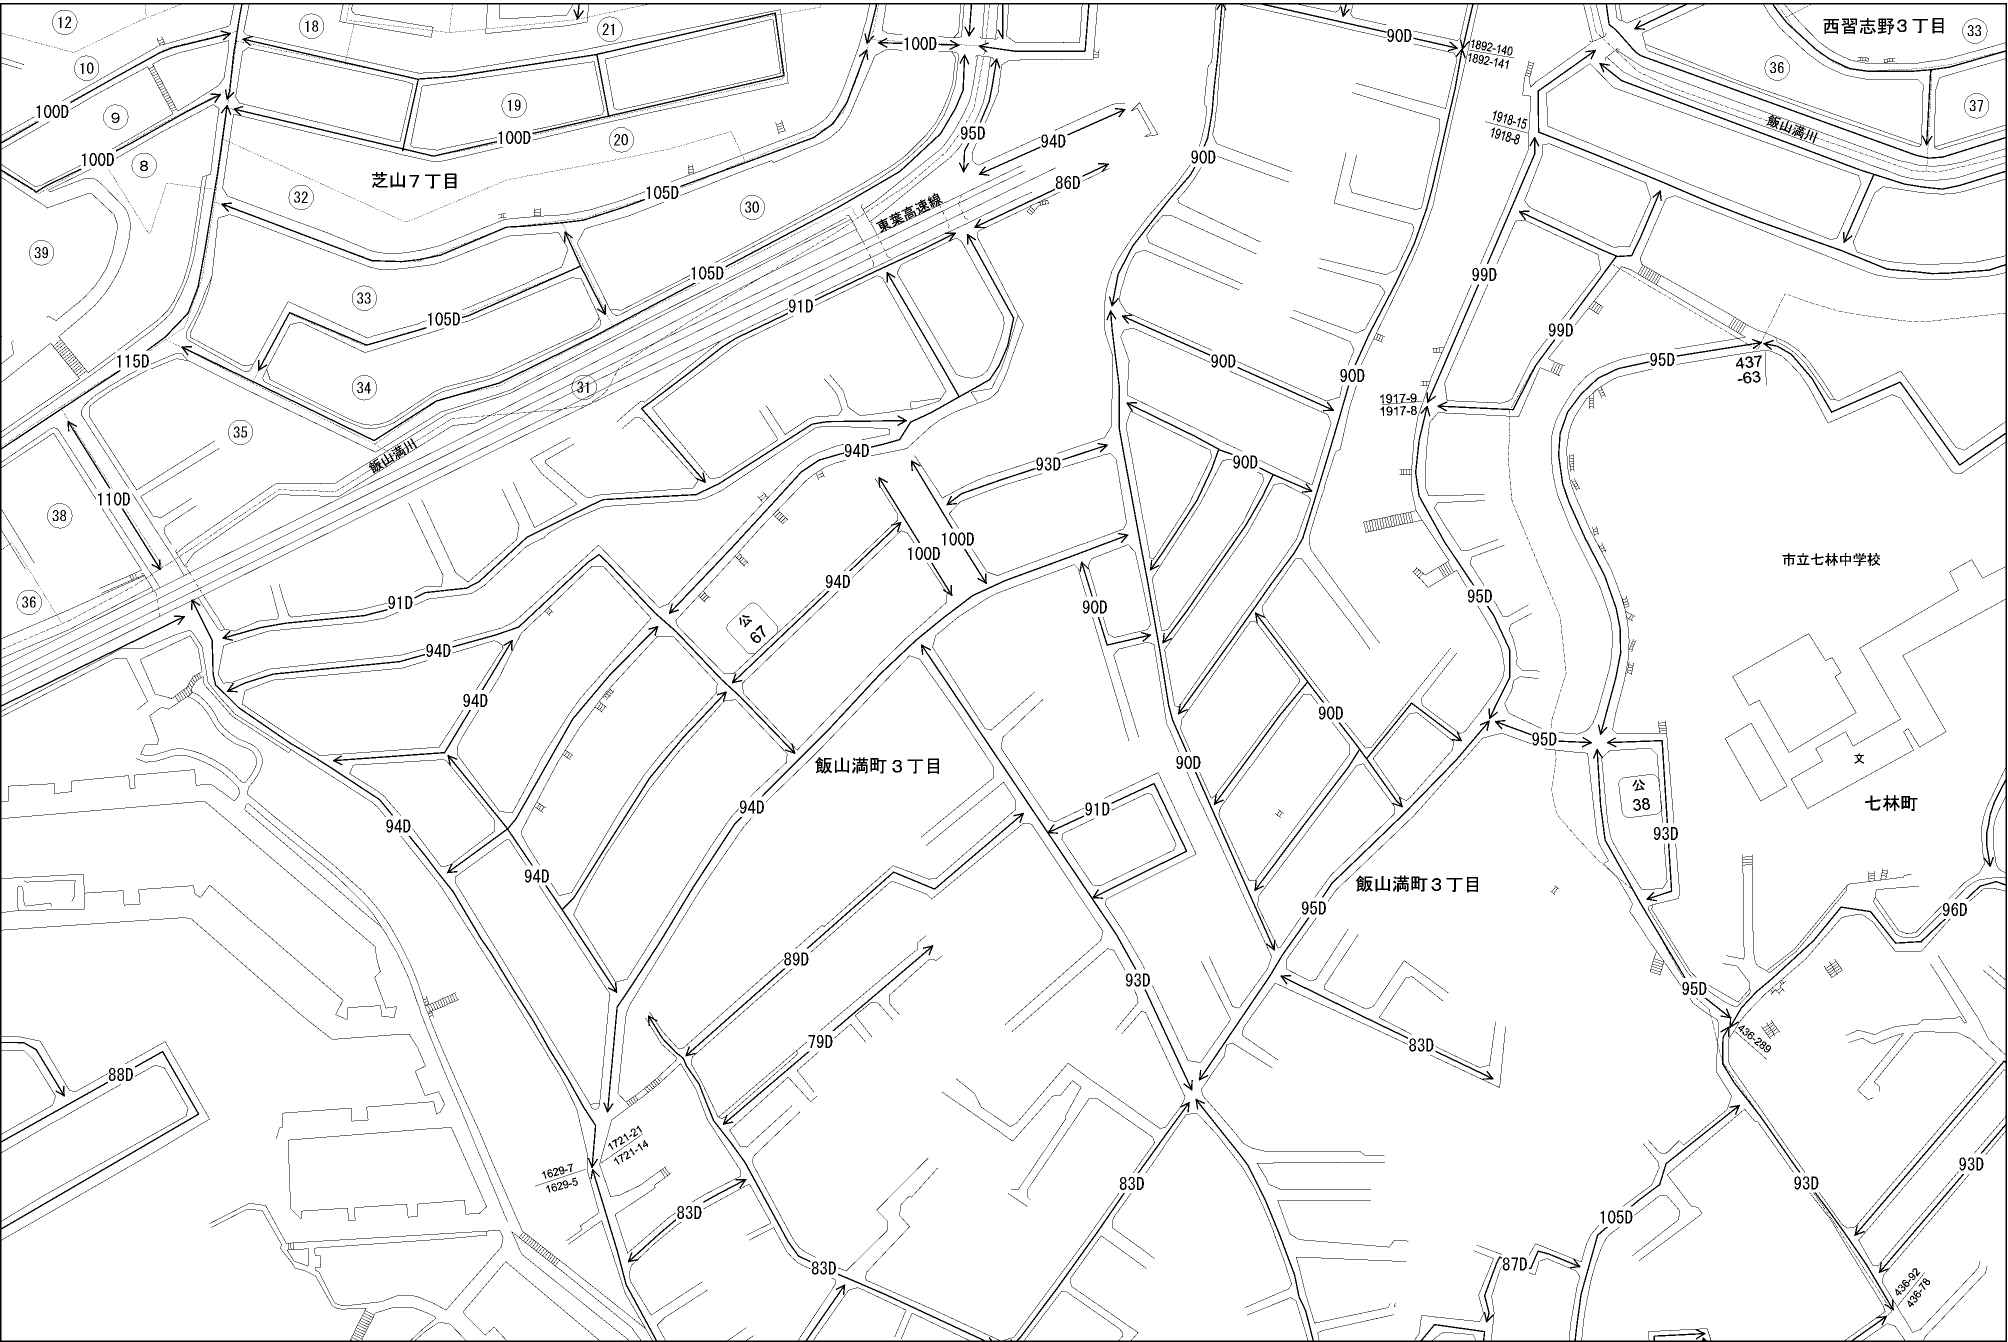 12
18
21
西習志野3丁目
33
10
100D
90D
1892-140
1892-141
36
9
19
37
100D
100D
20
95D
94D
1918-15
1918-8
飯山満川
100D
8
芝山7丁目
90D
32
105D
30
86D
東葉高速線
39
105D
99D
33
105D
91D
99D
115D
34
31
90D
90D
95D
437
-63
1917-9
1917-8
35
飯山満川
94D
93D
90D
110D
38
100D
100D
市立七林中学校
36
91D
94D
90D
95D
公
67
94D
94D
90D
95D
90D
飯山満町3丁目
文
公
38
七林町
94D
94D
91D
93D
94D
飯山満町3丁目
95D
96D
89D
93D
95D
79D
83D
436-289
88D
1721-21
1721-14
1629-7
1629-5
83D
83D
93D
93D
105D
83D
87D
436-92
436-78